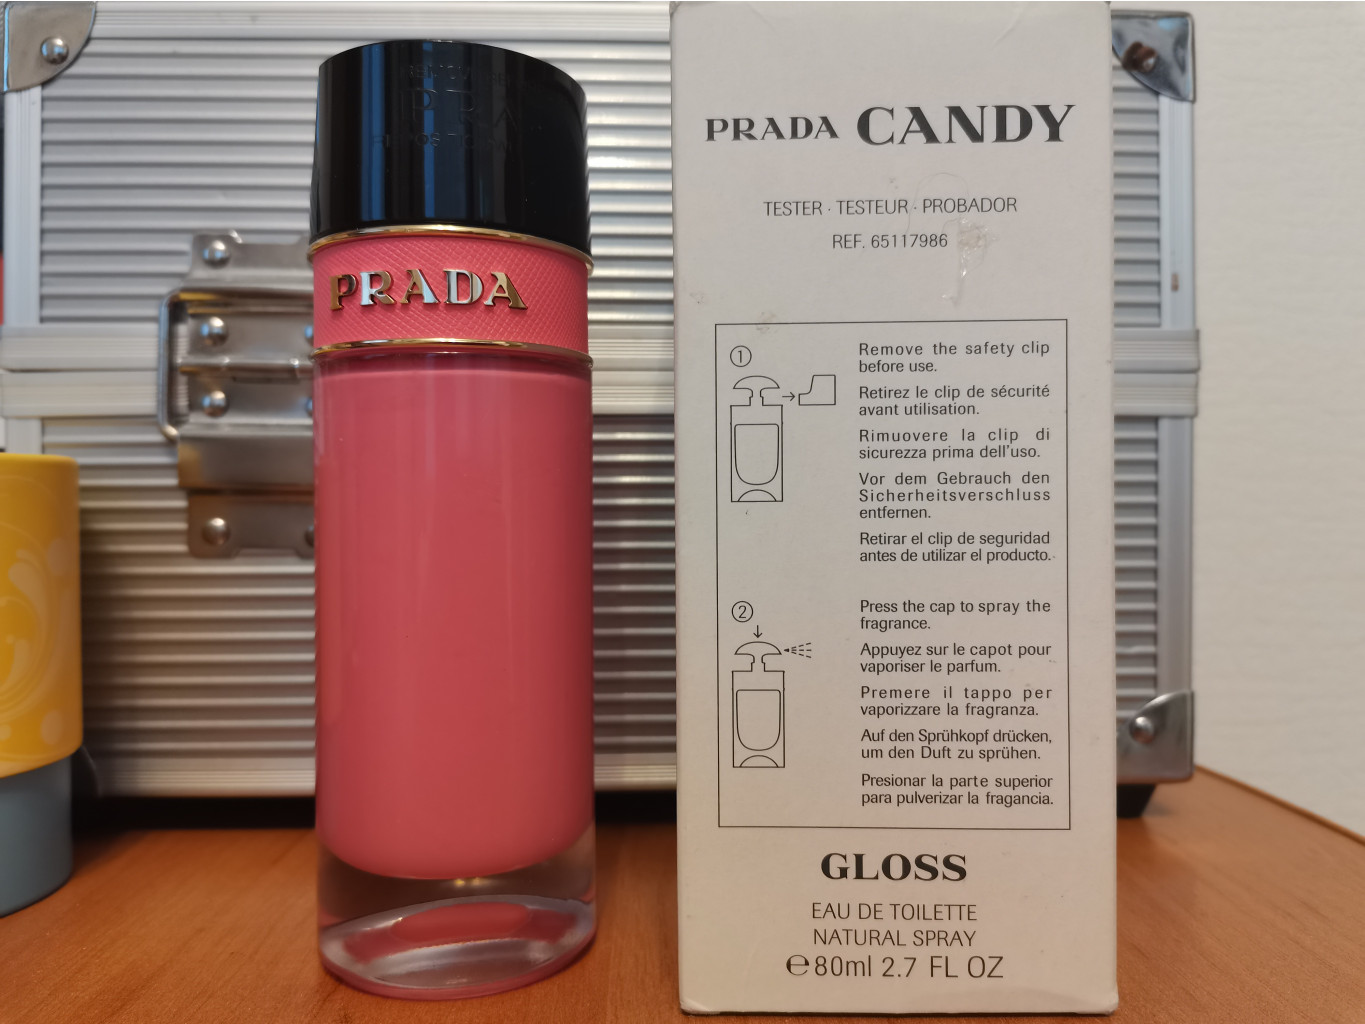 PRADA
PRADA CANDY
TESTER · TESTEUR · PROBADOR
REF. 65117986
1
Remove the safety clip
before use.
Retirez le clip de sécurité
avant utilisation.
Rimuovere la clip di
sicurezza prima dell'uso.
Vor dem Gebrauch den
Sicherheitsverschluss
entfernen.
Retirar el clip de seguridad
antes de utilizar el producto.
2
Press the cap to spray the
fragrance.
Appuyez sur le capot pour
vaporiser le parfum.
Premere il tappo per
vaporizzare la fragranza.
Auf den Sprühkopf drücken,
um den Duft zu sprühen.
Presionar la parte superior
para pulverizar la fragancia.
GLOSS
EAU DE TOILETTE
NATURAL SPRAY
℮80ml 2.7 FL OZ